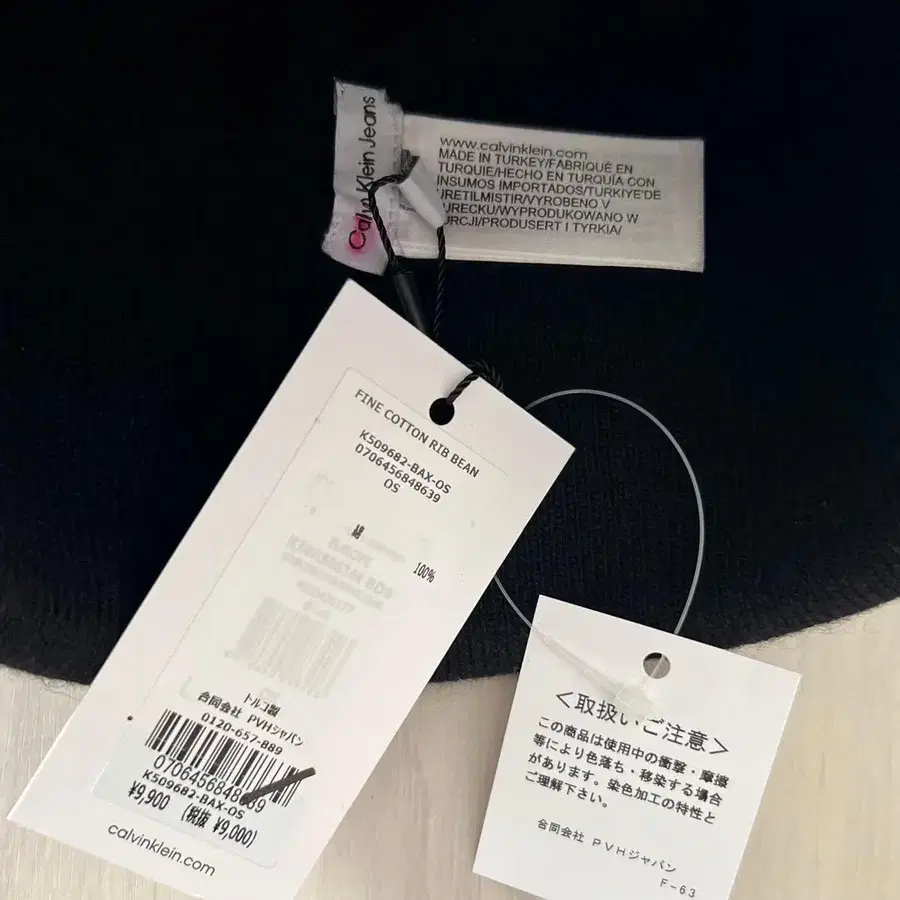 Calvin Klein Jeans
www.calvinklein.com
MADE IN TURKEY/FABRIQUÉ EN
TURQUIE/HECHO EN TURQUÍA CON
INSUMOS IMPORTADOS/TURKIYE'DE
URETILMISTIR/VYROBENO V
URECKU/WYPRODUKOWANO W
URCJI/PRODUSERT I TYRKIA/
FINE COTTON RIB BEAN
K509682-BAX-OS
0706456848639
OS
綿
100%
トルコ製
合同会社 PVHジャパン
0120-657-889
0706456848639
K509682-BAX-OS
¥9,900 (税抜 ¥9,000)
calvinklein.com
<取扱いご注意>
この商品は使用中の衝撃・摩擦
等により色落ち・移染する場合
があります。染色加工の特性と
ご理解下さい。
合同会社 PVHジャパン
F-63